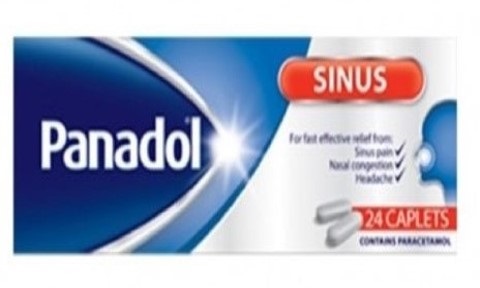 SINUS
Panadol
For fast effective relief from:
Sinus pain
Nasal congestion
Headache
24 CAPLETS
CONTAINS PARACETAMOL